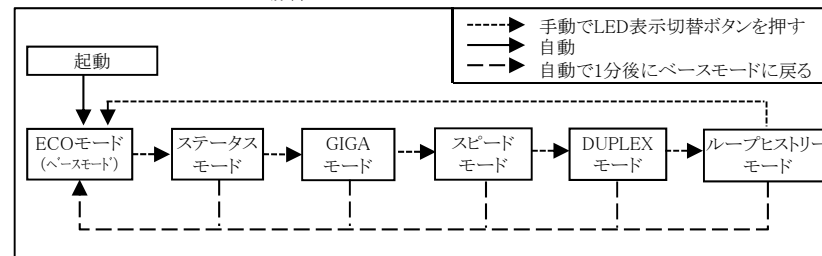 手動でLED表示切替ボタンを押す
自動
自動で1分後にベースモードに戻る
起動
ECOモード
(ベースモード)
ステータス
モード
GIGA
モード
スピード
モード
DUPLEX
モード
ループヒストリー
モード